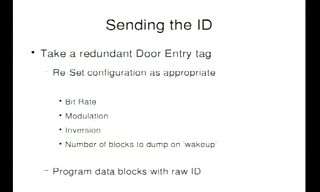 Sending the ID
• Take a redundant Door Entry tag
– Re-Set configuration as appropriate
• Bit Rate
• Modulation
• Inversion
• Number of blocks to dump on 'wakeup'
– Program data blocks with raw ID